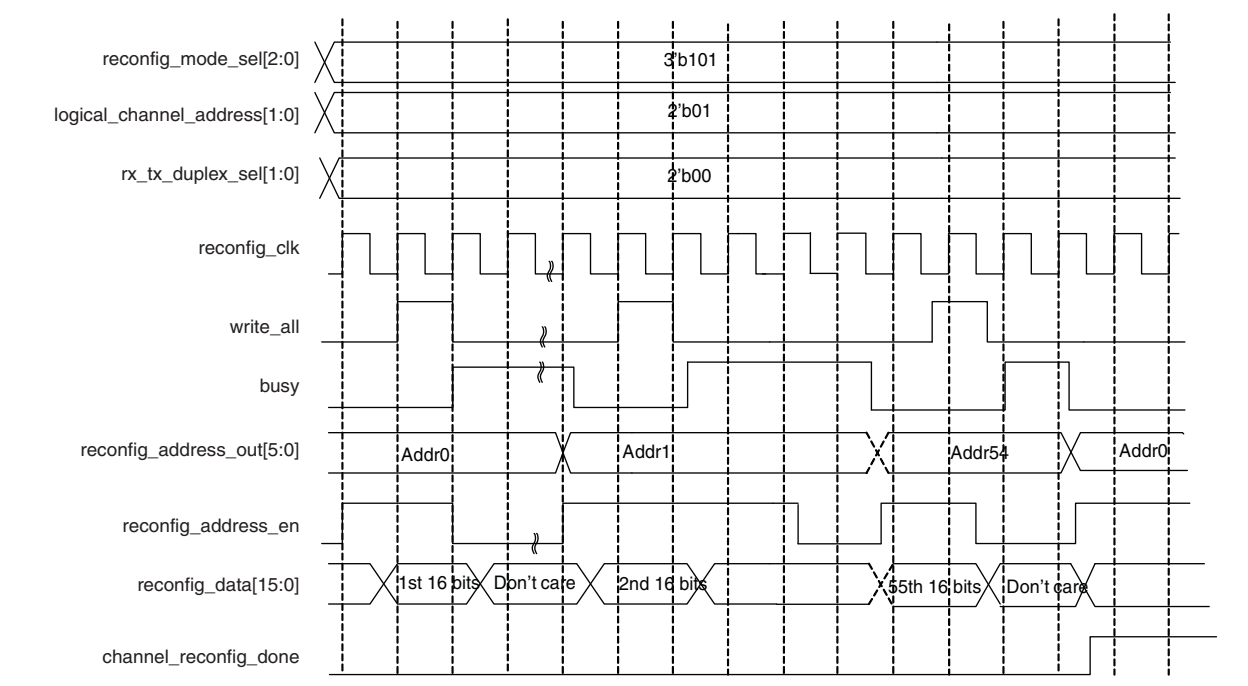 reconfig_mode_sel[2:0] 3'b101
logical_channel_address[1:0] 2'b01
rx_tx_duplex_sel[1:0] 2'b00
reconfig_clk
write_all
busy
reconfig_address_out[5:0] Addr0 Addr1 Addr54 Addr0
reconfig_address_en
reconfig_data[15:0] 1st 16 bits Don't care 2nd 16 bits 55th 16 bits Don't care
channel_reconfig_done